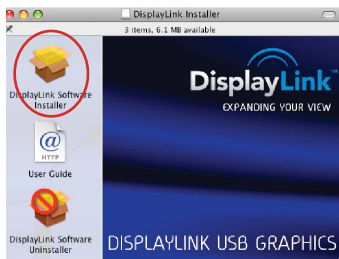 DisplayLink Installer
3 items, 6.1 MB available
DisplayLink Software
Installer
@
HTTP
User Guide
DisplayLink Software
Uninstaller
DisplayLink
EXPANDING YOUR VIEW
DISPLAYLINK USB GRAPHICS